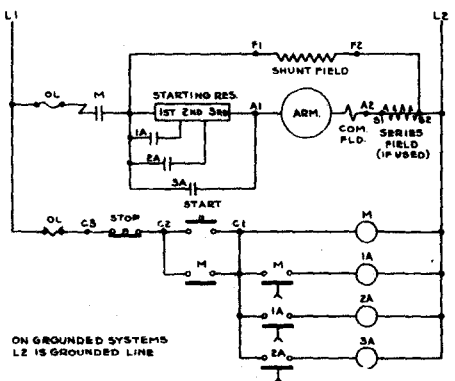 L1
L2
F1
F2
SHUNT FIELD
OL
M
STARTING RES.
1ST 2ND 3RD
A1
ARM.
A2
S1
S2
COM.
FLD.
SERIES
FIELD
(IF USED)
1A
2A
3A
START
OL
C3
STOP
C2
C1
M
M
M
1A
1A
2A
2A
3A
ON GROUNDED SYSTEMS
L2 IS GROUNDED LINE